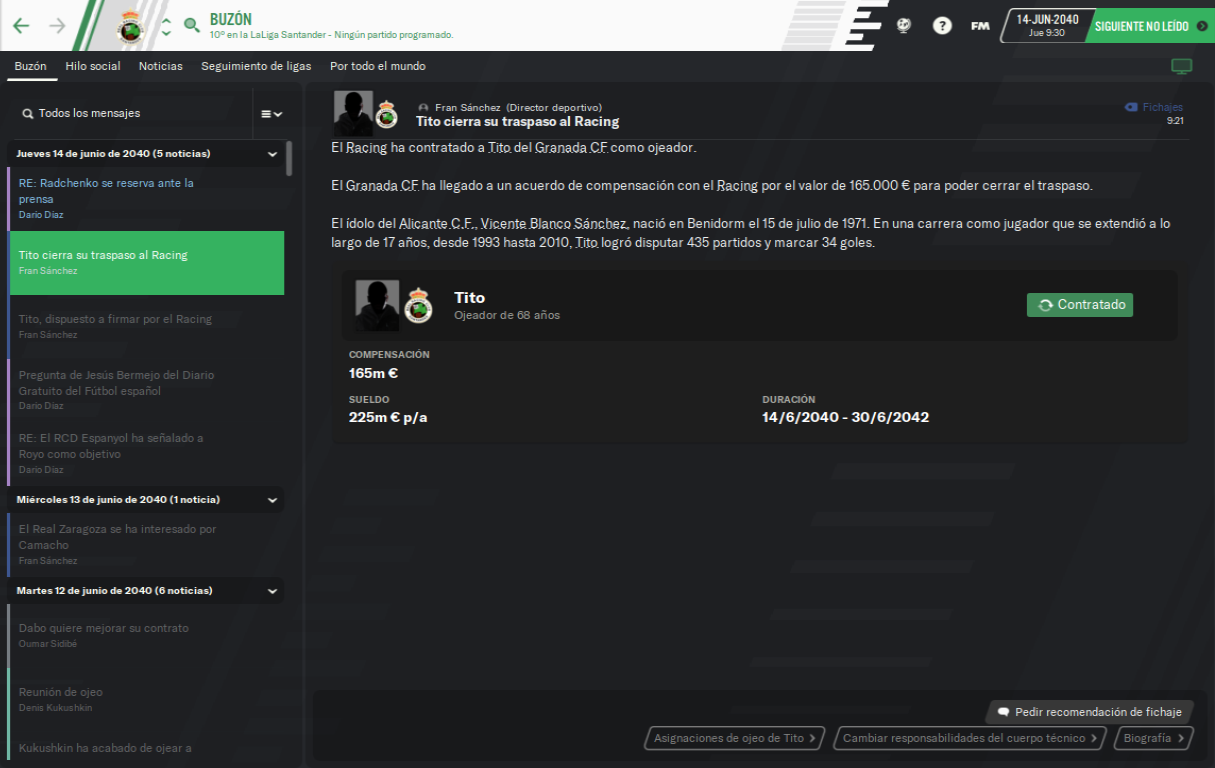 BUZÓN
10º en la LaLiga Santander - Ningún partido programado.
?
FM
14-JUN-2040
Jue 9:30
SIGUIENTE NO LEÍDO
Buzón
Hilo social
Noticias
Seguimiento de ligas
Por todo el mundo
Todos los mensajes
Jueves 14 de junio de 2040 (5 noticias)
RE: Radchenko se reserva ante la
prensa
Darío Díaz
Tito cierra su traspaso al Racing
Fran Sánchez
Tito, dispuesto a firmar por el Racing
Fran Sánchez
Pregunta de Jesús Bermejo del Diario
Gratuito del Fútbol español
Darío Díaz
RE: El RCD Espanyol ha señalado a
Royo como objetivo
Darío Díaz
Miércoles 13 de junio de 2040 (1 noticia)
El Real Zaragoza se ha interesado por
Camacho
Fran Sánchez
Martes 12 de junio de 2040 (6 noticias)
Dabo quiere mejorar su contrato
Oumar Sidibé
Reunión de ojeo
Denis Kukushkin
Kukushkin ha acabado de ojear a
Fran Sánchez (Director deportivo)
Tito cierra su traspaso al Racing
Fichajes
9:21
El Racing ha contratado a Tito del Granada CF como ojeador.
El Granada CF ha llegado a un acuerdo de compensación con el Racing por el valor de 165.000 € para poder cerrar el traspaso.
El ídolo del Alicante C.F., Vicente Blanco Sánchez, nació en Benidorm el 15 de julio de 1971. En una carrera como jugador que se extendió a lo
largo de 17 años, desde 1993 hasta 2010, Tito logró disputar 435 partidos y marcar 34 goles.
Tito
Ojeador de 68 años
Contratado
COMPENSACIÓN
165m €
SUELDO
225m € p/a
DURACIÓN
14/6/2040 - 30/6/2042
Pedir recomendación de fichaje
Asignaciones de ojeo de Tito
Cambiar responsabilidades del cuerpo técnico
Biografía